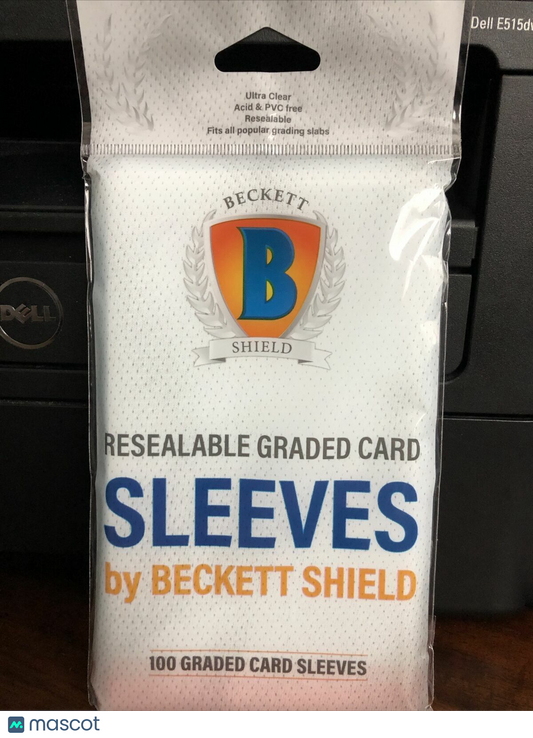 Dell E515dw
Ultra Clear
Acid & PVC free
Resealable
Fits all popular grading slabs
BECKETT
B
SHIELD
DELL
RESEALABLE GRADED CARD
SLEEVES
by BECKETT SHIELD
100 GRADED CARD SLEEVES
mascot